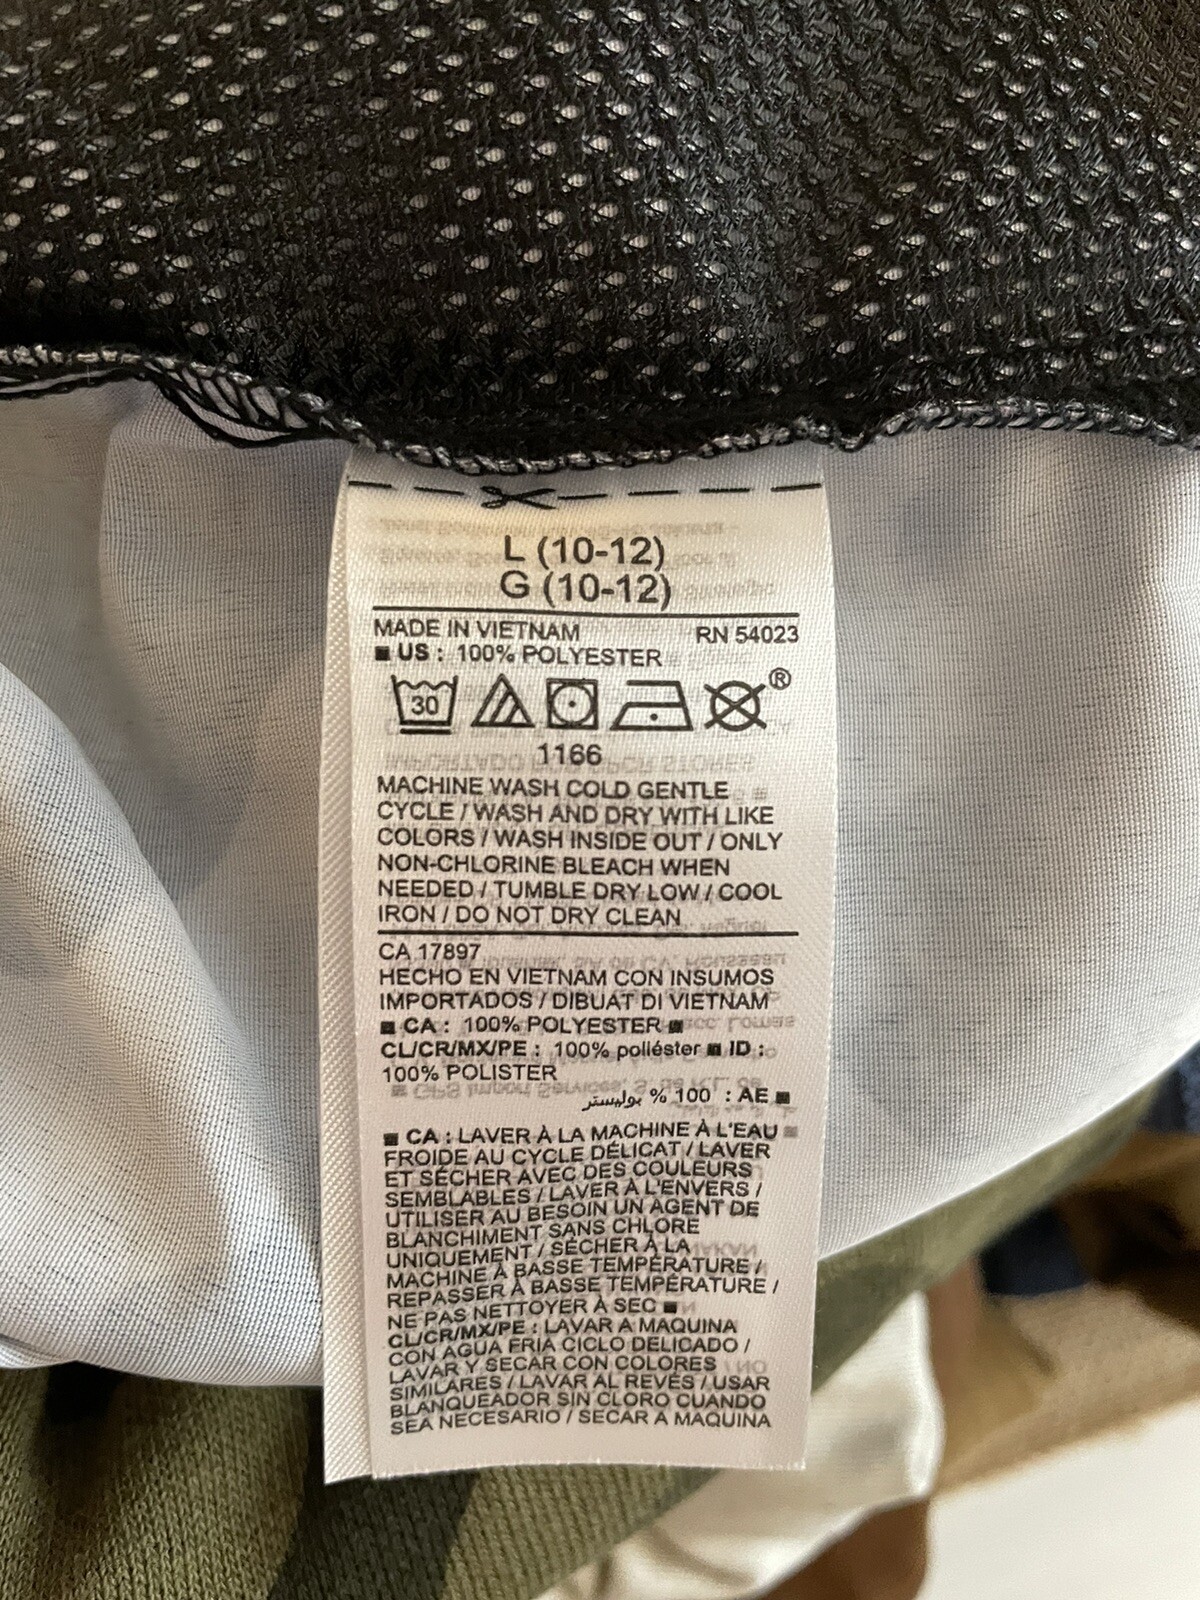 L (10-12)
G (10-12)
MADE IN VIETNAM RN 54023
■ US : 100% POLYESTER
30 ®
1166
MACHINE WASH COLD GENTLE
CYCLE / WASH AND DRY WITH LIKE
COLORS / WASH INSIDE OUT / ONLY
NON-CHLORINE BLEACH WHEN
NEEDED / TUMBLE DRY LOW / COOL
IRON / DO NOT DRY CLEAN
CA 17897
HECHO EN VIETNAM CON INSUMOS
IMPORTADOS / DIBUAT DI VIETNAM
■ CA : 100% POLYESTER ■
CL/CR/MX/PE : 100% poliéster ■ ID :
100% POLISTER
■ AE : 100 % بوليستر
■ CA : LAVER À LA MACHINE À L'EAU
FROIDE AU CYCLE DÉLICAT / LAVER
ET SÉCHER AVEC DES COULEURS
SEMBLABLES / LAVER À L'ENVERS /
UTILISER AU BESOIN UN AGENT DE
BLANCHIMENT SANS CHLORE
UNIQUEMENT / SÉCHER À LA
MACHINE À BASSE TEMPÉRATURE /
REPASSER À BASSE TEMPÉRATURE /
NE PAS NETTOYER À SEC ■
CL/CR/MX/PE : LAVAR A MAQUINA
CON AGUA FRIA CICLO DELICADO /
LAVAR Y SECAR CON COLORES
SIMILARES / LAVAR AL REVÉS / USAR
BLANQUEADOR SIN CLORO CUANDO
SEA NECESARIO / SECAR A MAQUINA